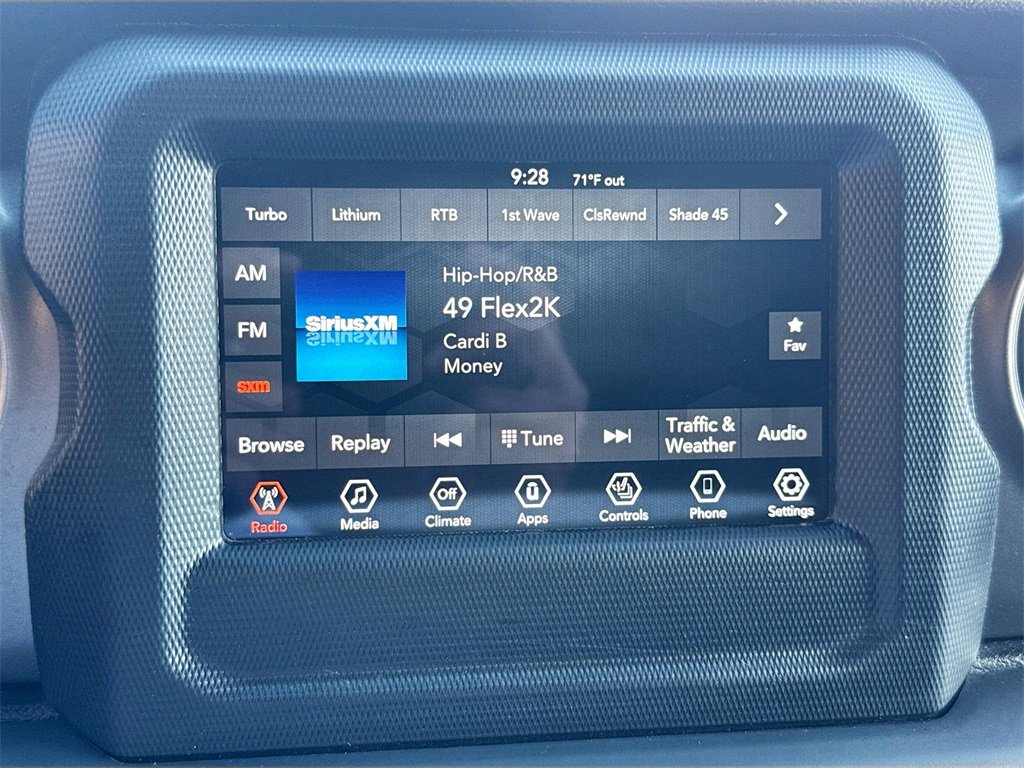 9:28 71°F out
Turbo Lithium RTB 1st Wave ClsRewnd Shade 45
AM
FM
sxm
SiriusXM
Hip-Hop/R&B
49 Flex2K
Cardi B
Money
Fav
Browse Replay Tune Traffic & Weather Audio
Radio Media Off Climate Apps Controls Phone Settings